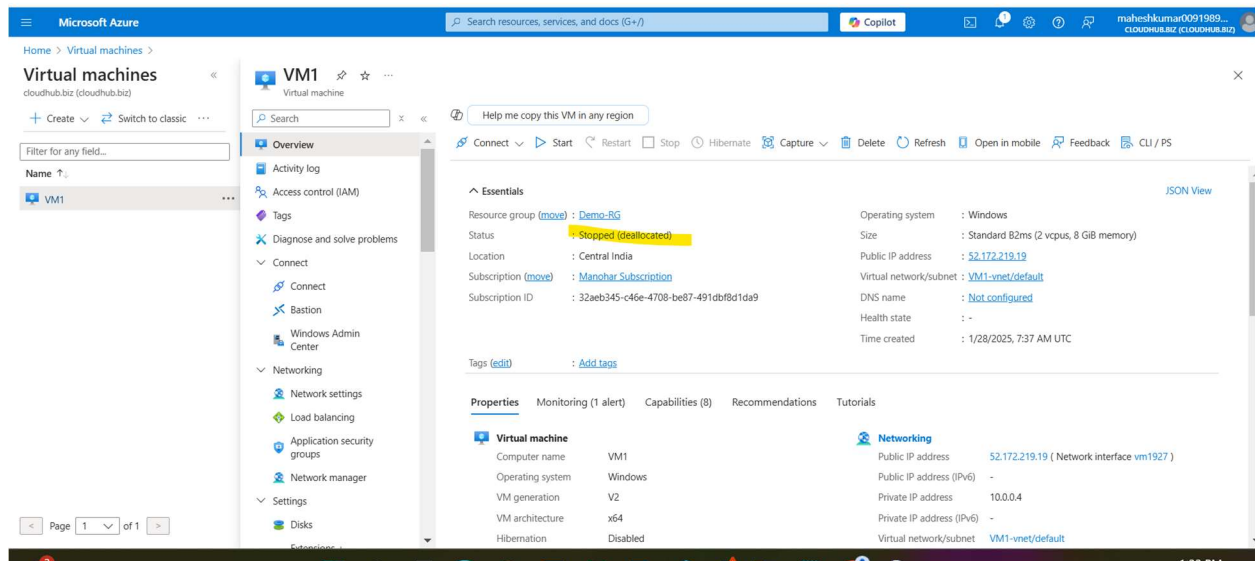 Microsoft Azure
Search resources, services, and docs (G+/)
Copilot
maheshkumar0091989...
CLOUDHUB.BIZ (CLOUDHUB.BIZ)
Home > Virtual machines >
Virtual machines
cloudhub.biz (cloudhub.biz)
+ Create
Switch to classic
Filter for any field...
Name ↑↓
VM1
Page 1 of 1
VM1
Virtual machine
Search
Overview
Activity log
Access control (IAM)
Tags
Diagnose and solve problems
Connect
Connect
Bastion
Windows Admin
Center
Networking
Network settings
Load balancing
Application security
groups
Network manager
Settings
Disks
Help me copy this VM in any region
Connect Start Restart Stop Hibernate Capture Delete Refresh Open in mobile Feedback CLI / PS
Essentials
JSON View
Resource group (move) : Demo-RG
Status : Stopped (deallocated)
Location : Central India
Subscription (move) : Manohar Subscription
Subscription ID : 32aeb345-c46e-4708-be87-491dbf8d1da9
Operating system : Windows
Size : Standard B2ms (2 vcpus, 8 GiB memory)
Public IP address : 52.172.219.19
Virtual network/subnet : VM1-vnet/default
DNS name : Not configured
Health state : -
Time created : 1/28/2025, 7:37 AM UTC
Tags (edit) : Add tags
Properties Monitoring (1 alert) Capabilities (8) Recommendations Tutorials
Virtual machine
Computer name VM1
Operating system Windows
VM generation V2
VM architecture x64
Hibernation Disabled
Networking
Public IP address 52.172.219.19 ( Network interface vm1927 )
Public IP address (IPv6) -
Private IP address 10.0.0.4
Private IP address (IPv6) -
Virtual network/subnet VM1-vnet/default